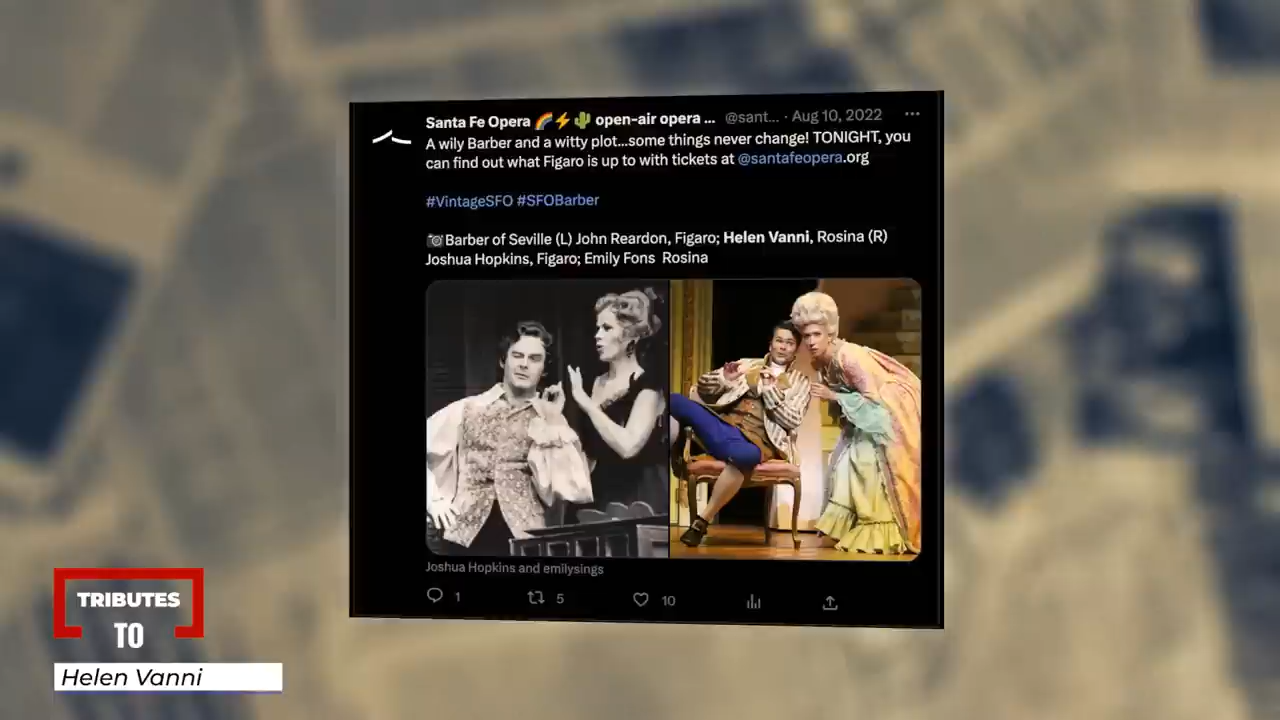 Santa Fe Opera 🌈⚡🌵 open-air opera ... @sant... · Aug 10, 2022 ...
A wily Barber and a witty plot...some things never change! TONIGHT, you
can find out what Figaro is up to with tickets at @santafeopera.org
#VintageSFO #SFOBarber
📷Barber of Seville (L) John Reardon, Figaro; Helen Vanni, Rosina (R)
Joshua Hopkins, Figaro; Emily Fons Rosina
Joshua Hopkins and emilysings
1 5 10
TRIBUTES
TO
Helen Vanni